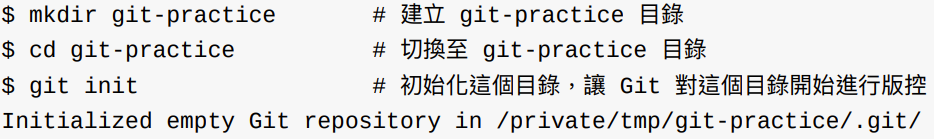 $ mkdir git-practice       # 建立 git-practice 目錄
$ cd git-practice          # 切換至 git-practice 目錄
$ git init                 # 初始化這個目錄，讓 Git 對這個目錄開始進行版控
Initialized empty Git repository in /private/tmp/git-practice/.git/